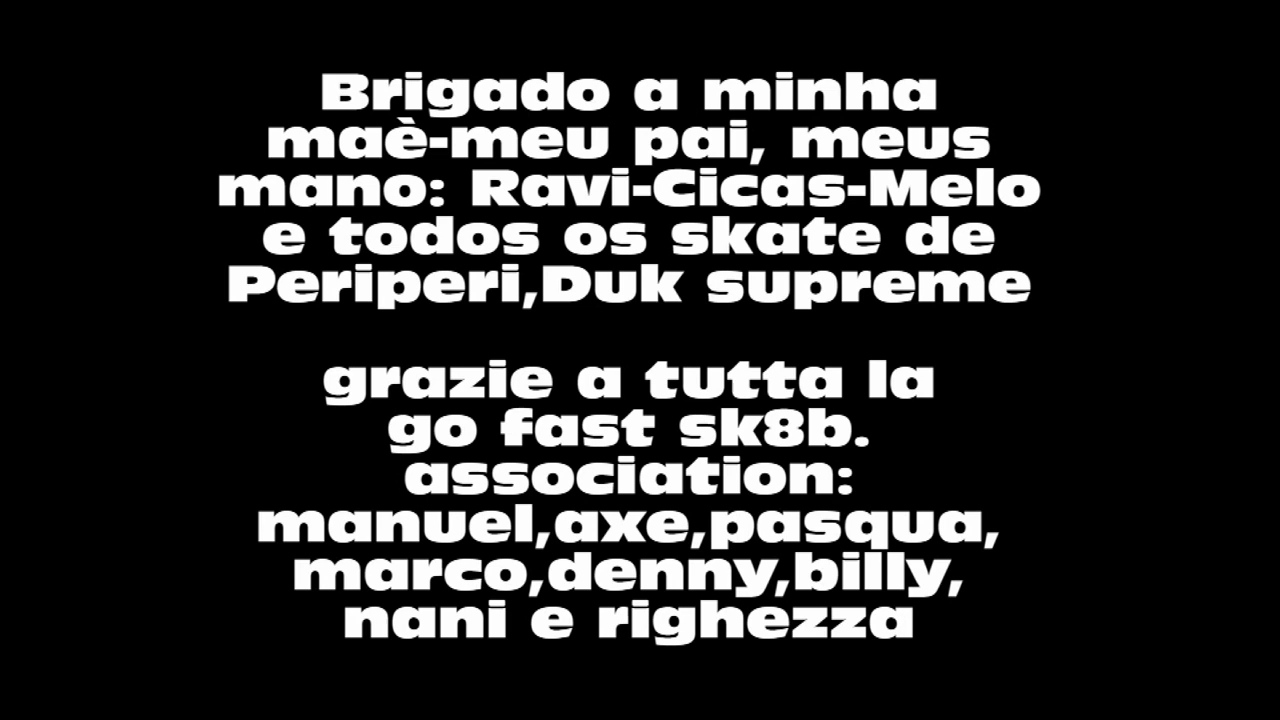 Brigado a minha
maè-meu pai, meus
mano: Ravi-Cicas-Melo
e todos os skate de
Periperi,Duk supreme
grazie a tutta la
go fast sk8b.
association:
manuel,axe,pasqua,
marco,denny,billy,
nani e righezza